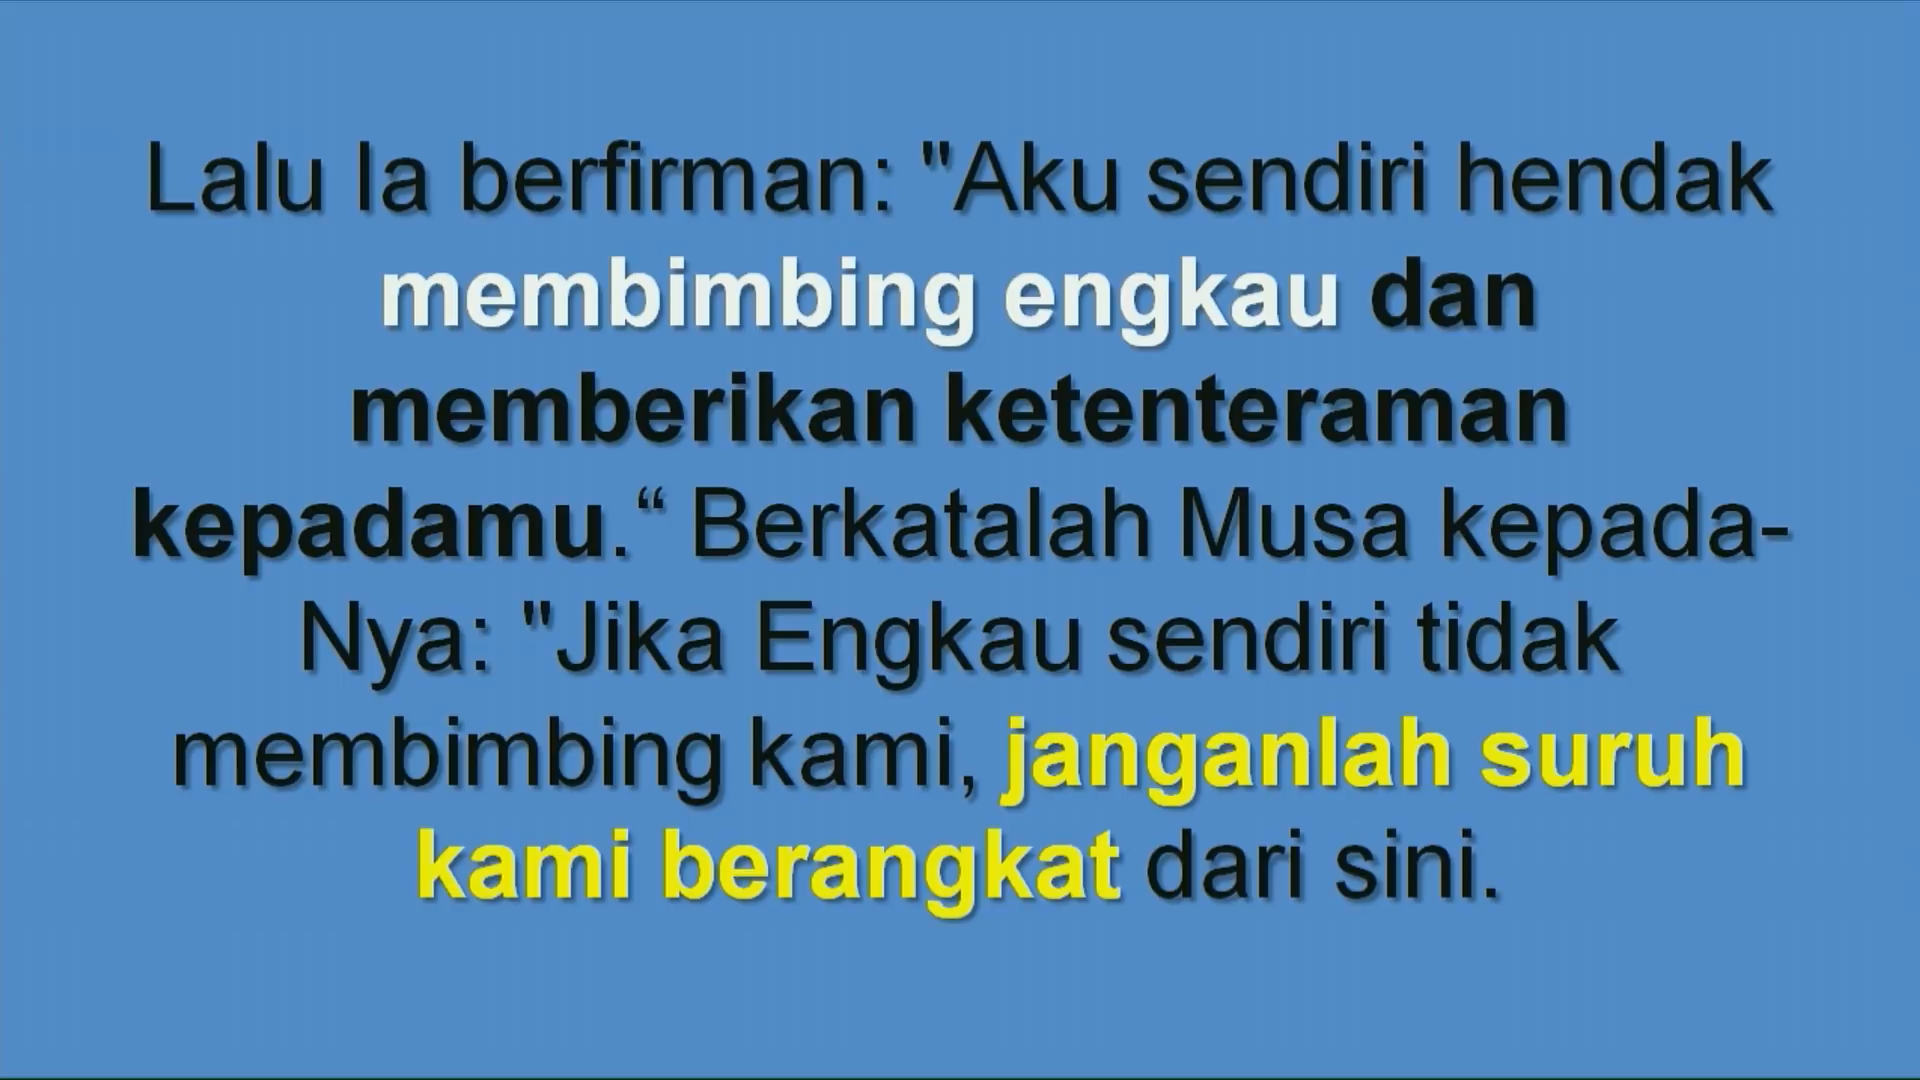 Lalu Ia berfirman: "Aku sendiri hendak
membimbing engkau dan
memberikan ketenteraman
kepadamu.“ Berkatalah Musa kepada-
Nya: "Jika Engkau sendiri tidak
membimbing kami, janganlah suruh
kami berangkat dari sini.